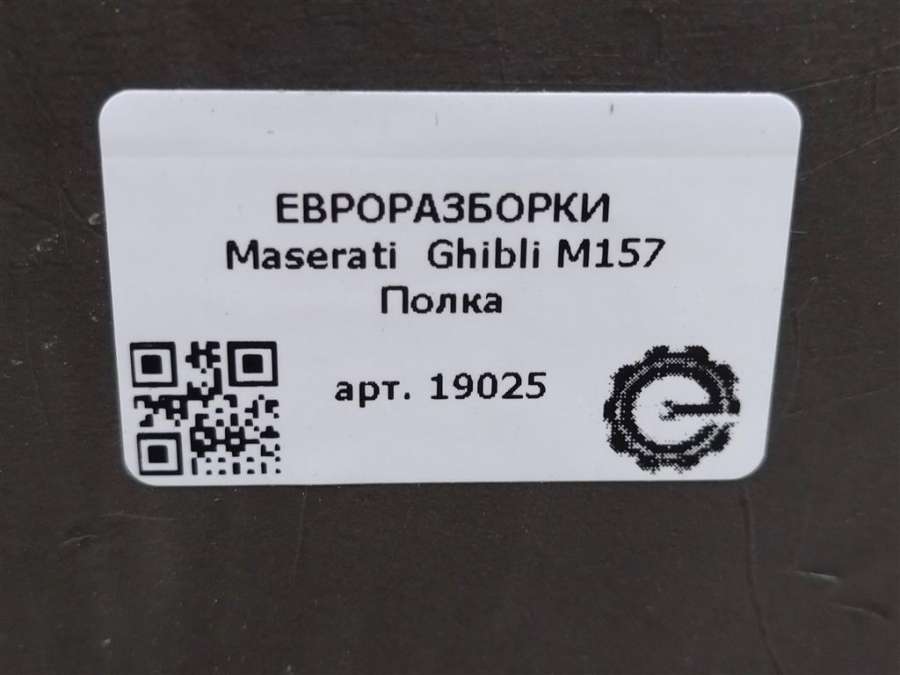 ЕВРОРАЗБОРКИ
Maserati Ghibli M157
Полка
арт. 19025